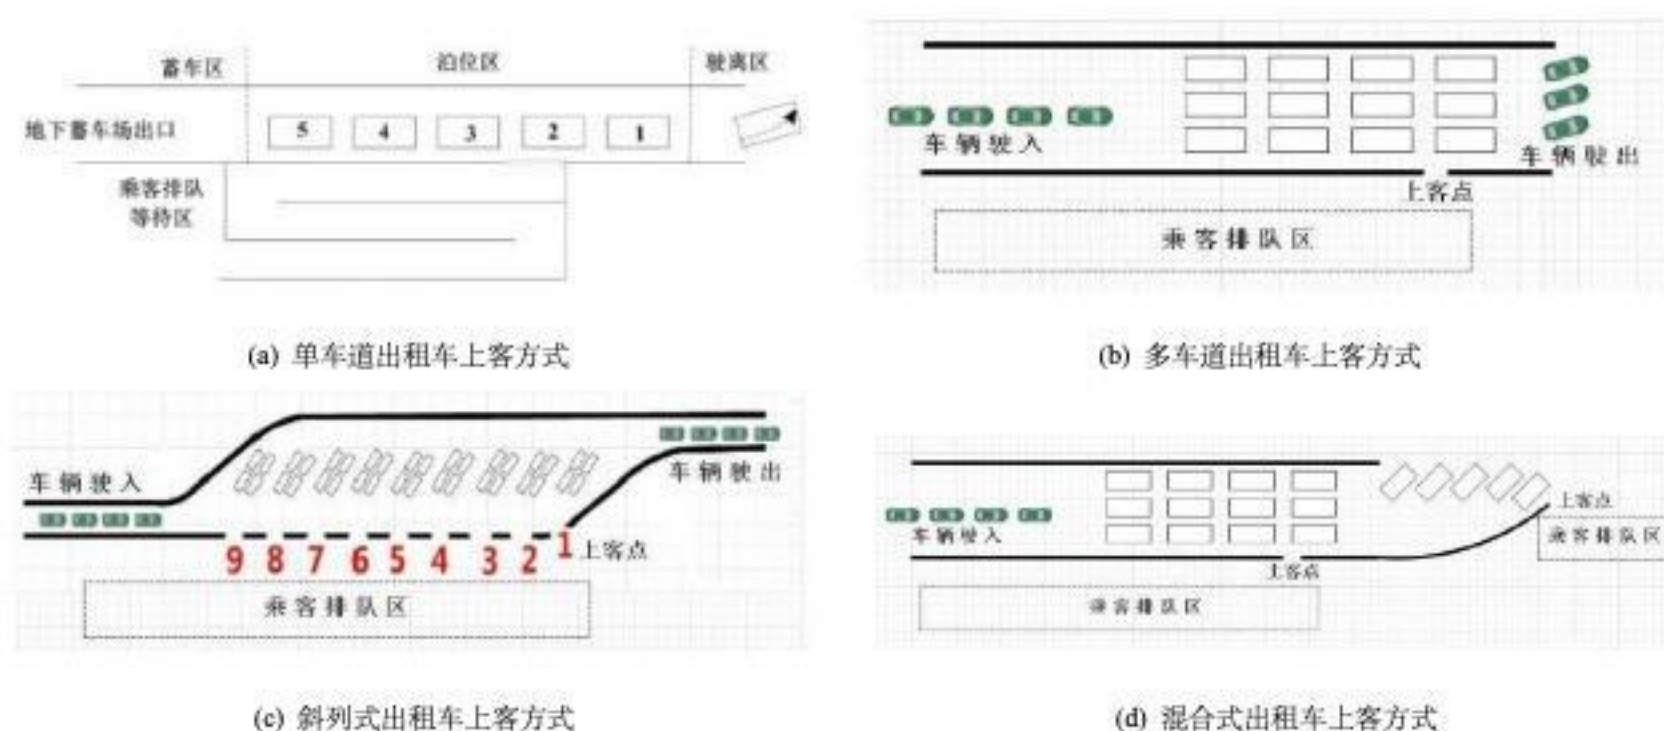 蓄车区 泊位区 驶离区
地下蓄车场出口 5 4 3 2 1
乘客排队
等待区
(a) 单车道出租车上客方式
车辆驶入
车辆驶出
上客点
乘客排队区
(b) 多车道出租车上客方式
车辆驶入
车辆驶出
9 8 7 6 5 4 3 2 1 上客点
乘客排队区
(c) 斜列式出租车上客方式
车辆驶入
上客点
乘客排队区
上客点
乘客排队区
(d) 混合式出租车上客方式